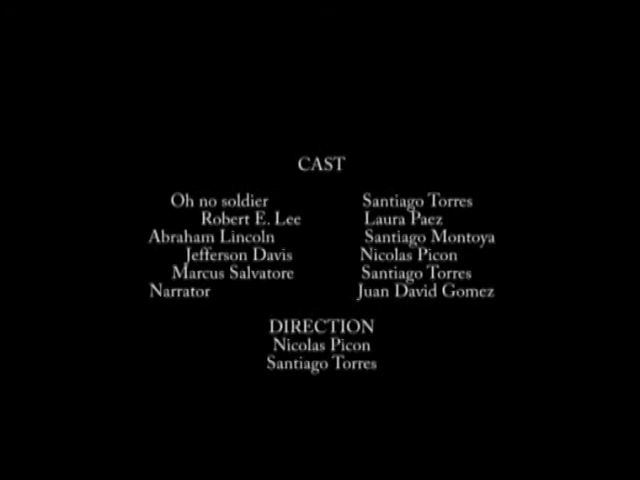 CAST
Oh no soldier Santiago Torres
Robert E. Lee Laura Paez
Abraham Lincoln Santiago Montoya
Jefferson Davis Nicolas Picon
Marcus Salvatore Santiago Torres
Narrator Juan David Gomez
DIRECTION
Nicolas Picon
Santiago Torres